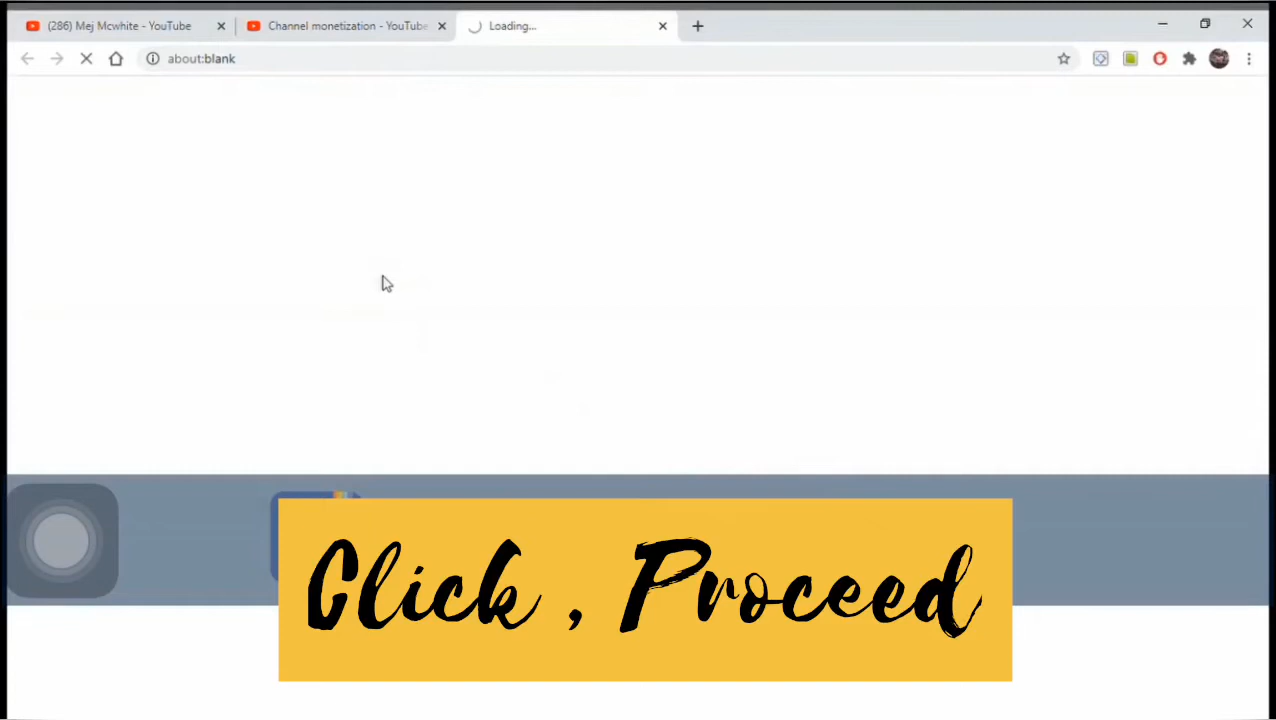 (286) Mej Mcwhite - YouTube
Channel monetization - YouTube
Loading...
about:blank
Click , Proceed